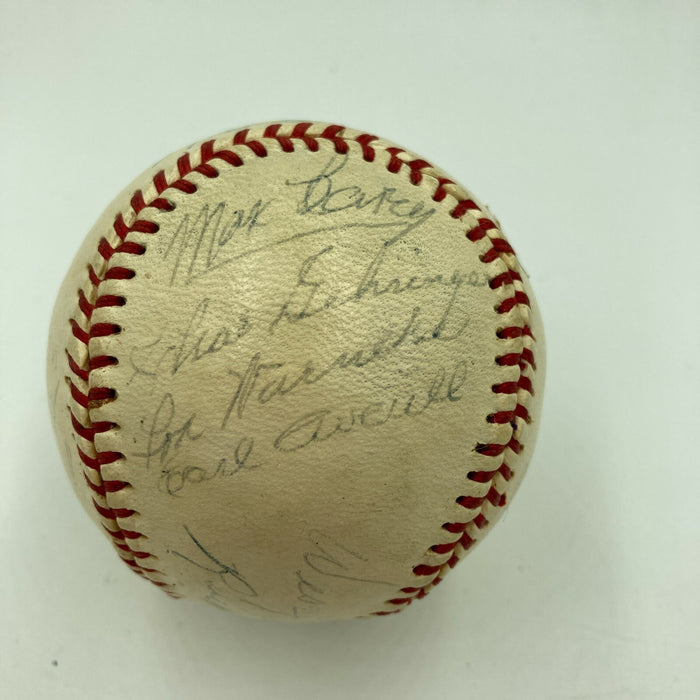 Max Carey
Chas Gehringer
Lon Warneke
Earl Averill